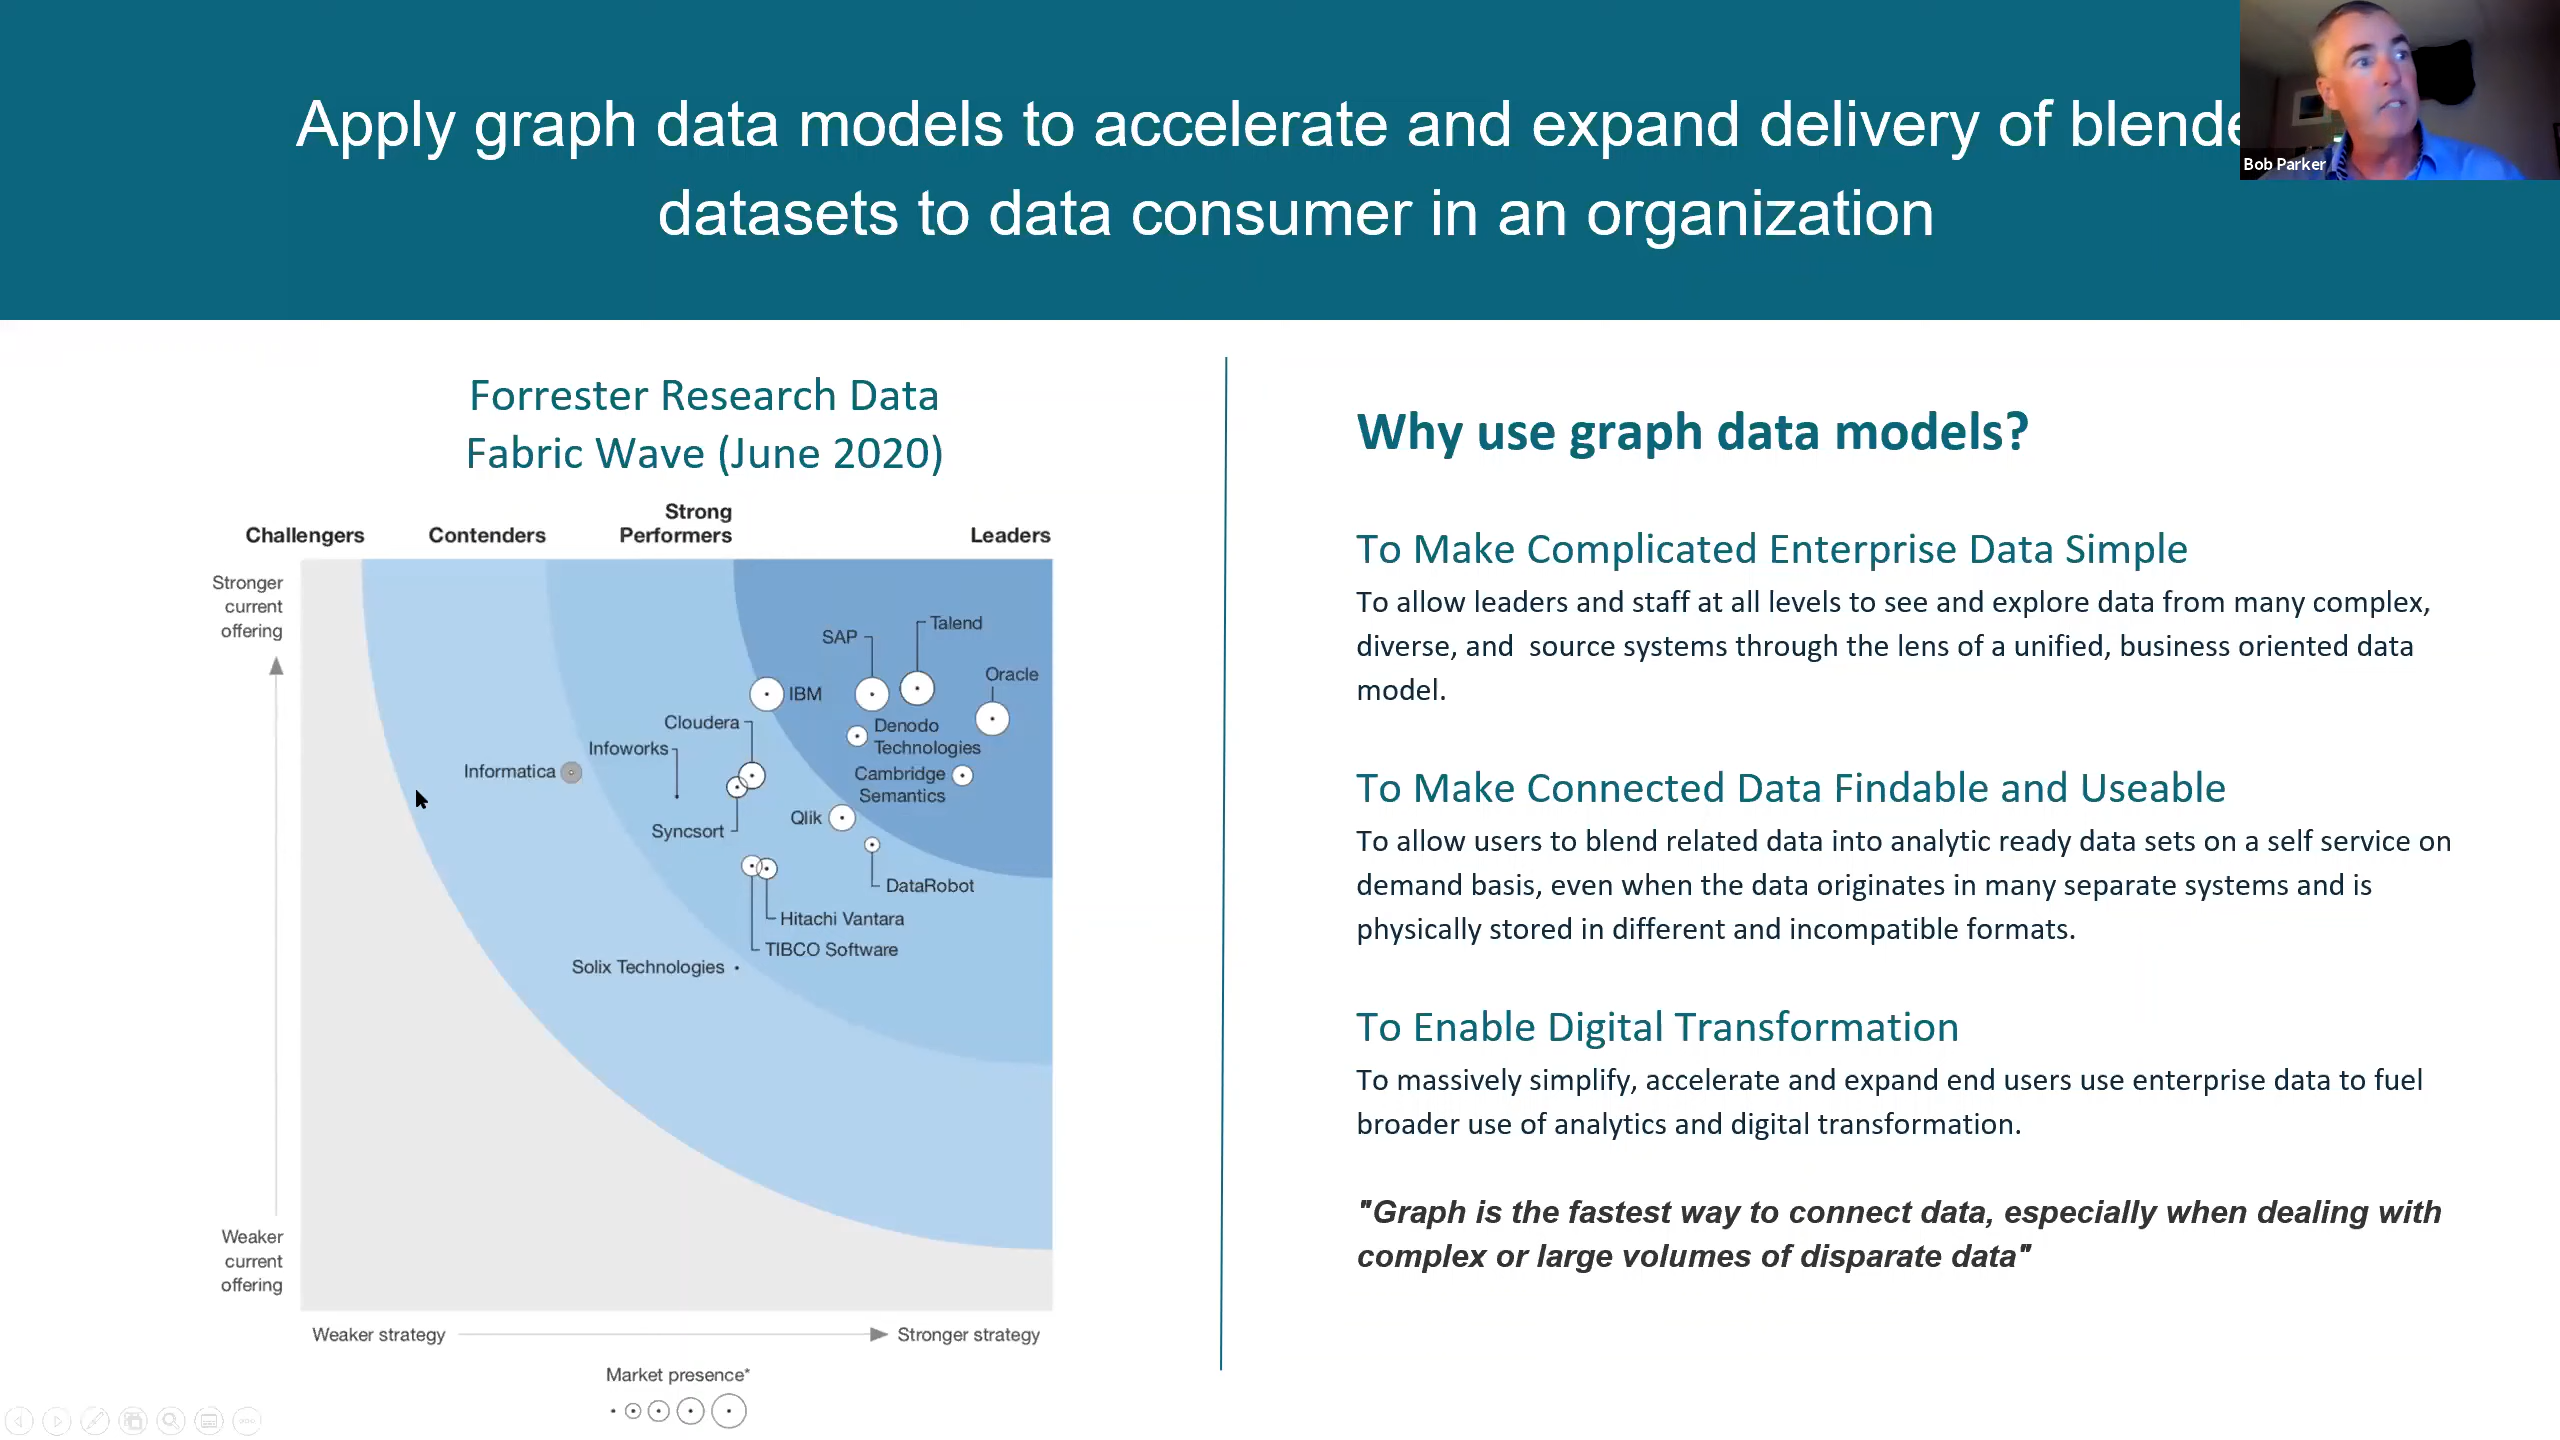 Apply graph data models to accelerate and expand delivery of blende
datasets to data consumer in an organization
Bob Parker
Forrester Research Data
Fabric Wave (June 2020)
Challengers
Contenders
Strong
Performers
Leaders
Stronger
current
offering
Talend
SAP
Oracle
IBM
Cloudera
Denodo
Technologies
Infoworks
Informatica
Cambridge
Semantics
Qlik
Syncsort
DataRobot
Hitachi Vantara
TIBCO Software
Solix Technologies
Weaker
current
offering
Weaker strategy
Stronger strategy
Market presence*
Why use graph data models?
To Make Complicated Enterprise Data Simple
To allow leaders and staff at all levels to see and explore data from many complex,
diverse, and  source systems through the lens of a unified, business oriented data
model.
To Make Connected Data Findable and Useable
To allow users to blend related data into analytic ready data sets on a self service on
demand basis, even when the data originates in many separate systems and is
physically stored in different and incompatible formats.
To Enable Digital Transformation
To massively simplify, accelerate and expand end users use enterprise data to fuel
broader use of analytics and digital transformation.
"Graph is the fastest way to connect data, especially when dealing with
complex or large volumes of disparate data"